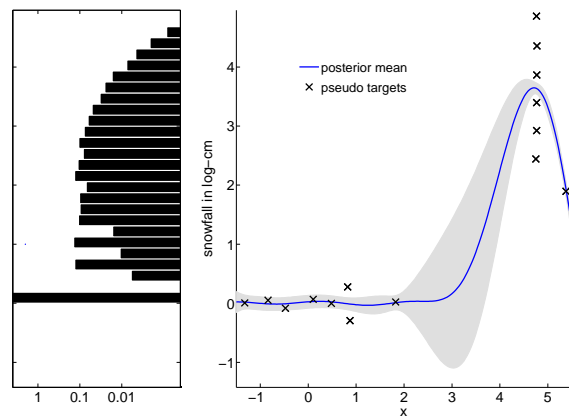 posterior mean
pseudo targets
snowfall in log−cm
4
3
2
1
0
−1
1 0.1 0.01
−1 0 1 2 3 4 5
x